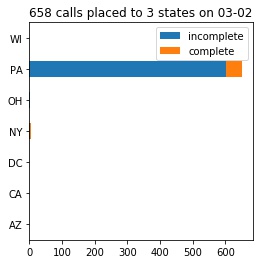 658 calls placed to 3 states on 03-02
incomplete
complete
WI
PA
OH
NY
DC
CA
AZ
0 100 200 300 400 500 600